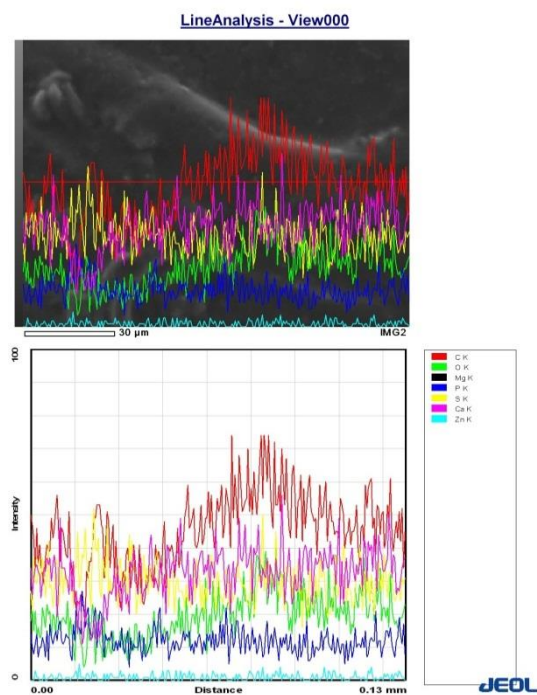 LineAnalysis - View000
30 µm
IMG2
100
Intensity
0
0.00
Distance
0.13 mm
C K
O K
Mg K
P K
S K
Ca K
Zn K
JEOL